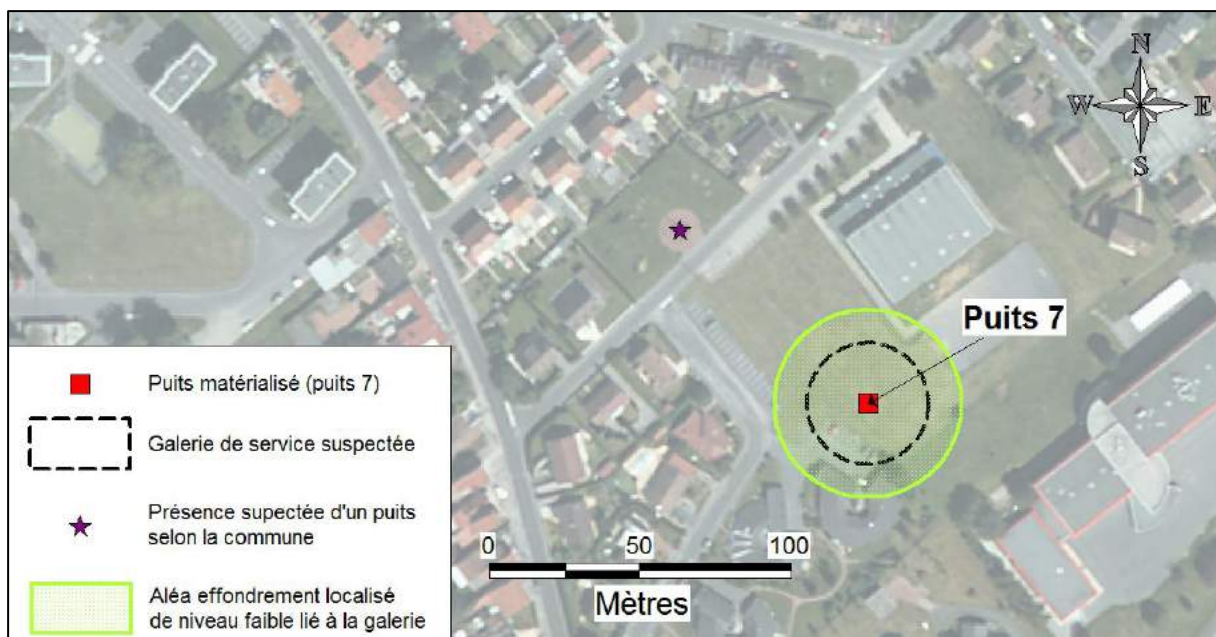 N
W E
S
Puits 7
Puits matérialisé (puits 7)
Galerie de service suspectée
Présence supectée d'un puits
selon la commune
Aléa effondrement localisé
de niveau faible lié à la galerie
0 50 100
Mètres